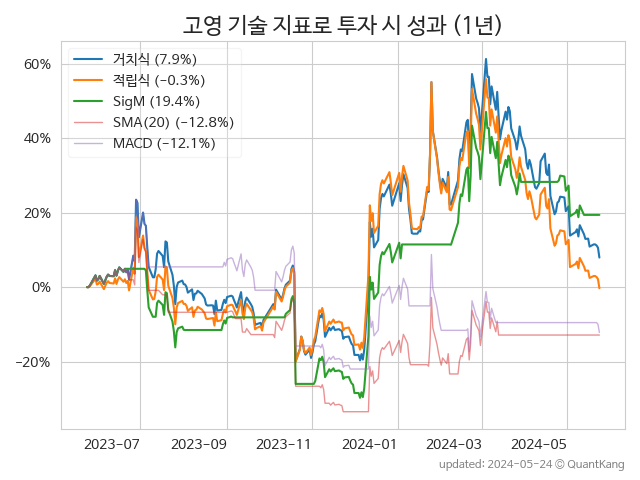 고영 기술 지표로 투자 시 성과 (1년)
거치식 (7.9%)
적립식 (−0.3%)
SigM (19.4%)
SMA(20) (−12.8%)
MACD (−12.1%)
60%
40%
20%
0%
−20%
2023−07
2023−09
2023−11
2024−01
2024−03
2024−05
updated: 2024−05−24 © QuantKang